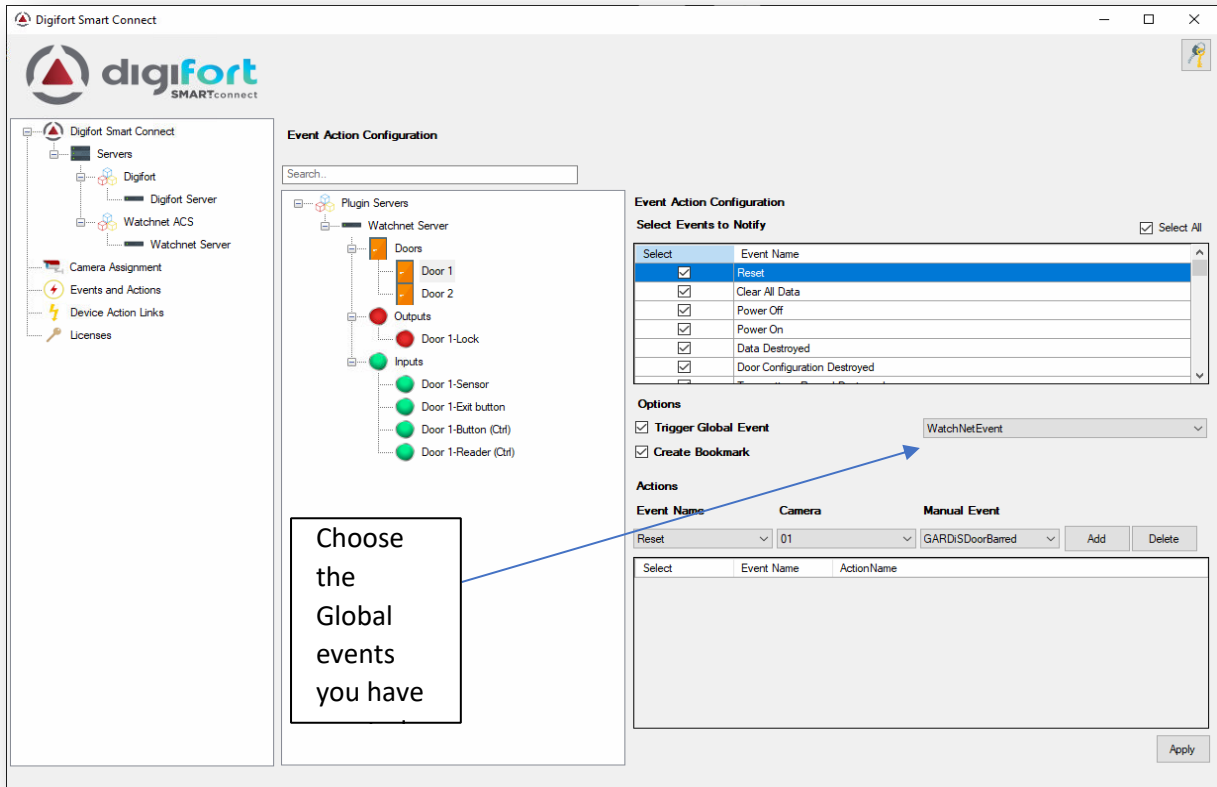 Digifort Smart Connect
digifort
SMARTconnect
Digifort Smart Connect
Servers
Digifort
Digifort Server
Watchnet ACS
Watchnet Server
Camera Assignment
Events and Actions
Device Action Links
Licenses
Event Action Configuration
Search..
Plugin Servers
Watchnet Server
Doors
Door 1
Door 2
Outputs
Door 1-Lock
Inputs
Door 1-Sensor
Door 1-Exit button
Door 1-Button (Ctrl)
Door 1-Reader (Ctrl)
Choose
the
Global
events
you have
Event Action Configuration
Select Events to Notify
Select All
Select Event Name
Reset
Clear All Data
Power Off
Power On
Data Destroyed
Door Configuration Destroyed
Options
Trigger Global Event WatchNetEvent
Create Bookmark
Actions
Event Name Camera Manual Event
Reset 01 GARDiSDoorBarred Add Delete
Select Event Name ActionName
Apply